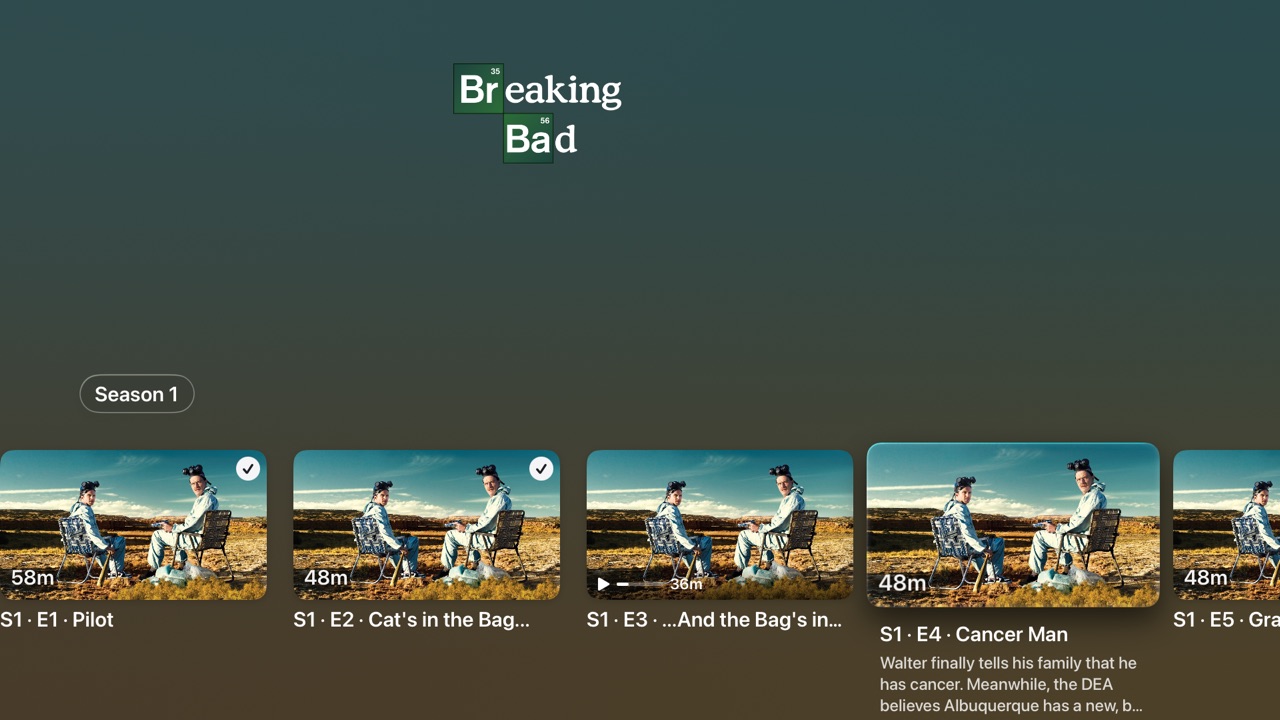 35
Breaking
56
Bad
Season 1
58m
48m
36m
48m
48m
S1 · E1 · Pilot
S1 · E2 · Cat's in the Bag...
S1 · E3 · ...And the Bag's in...
S1 · E4 · Cancer Man
S1 · E5 · Gra
Walter finally tells his family that he
has cancer. Meanwhile, the DEA
believes Albuquerque has a new, b...